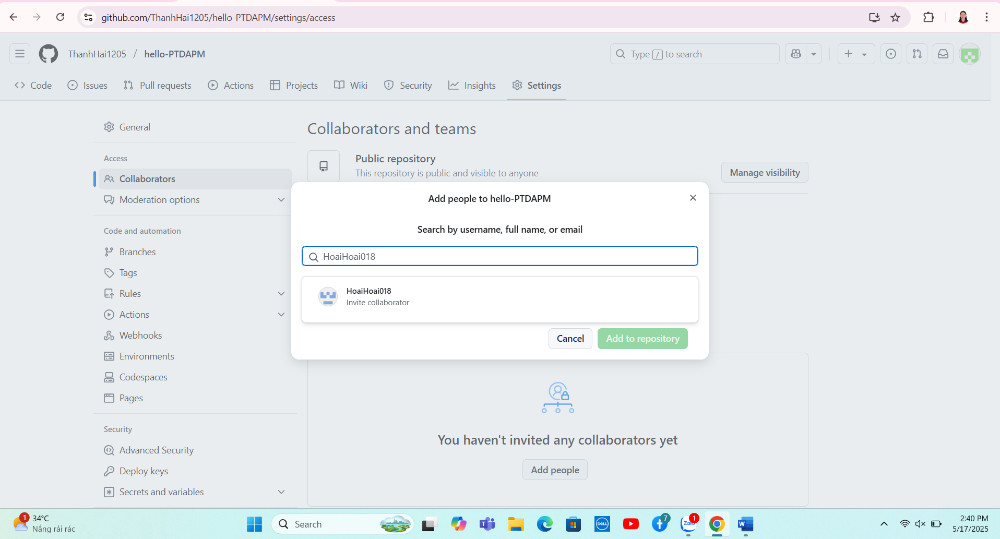 github.com/ThanhHai1205/hello-PTDAPM/settings/access
ThanhHai1205 / hello-PTDAPM
Type / to search
Code Issues Pull requests Actions Projects Wiki Security Insights Settings
General
Access
Collaborators
Moderation options
Code and automation
Branches
Tags
Rules
Actions
Webhooks
Environments
Codespaces
Pages
Security
Advanced Security
Deploy keys
Secrets and variables
Collaborators and teams
Public repository
This repository is public and visible to anyone
Manage visibility
Add people to hello-PTDAPM
Search by username, full name, or email
HoaiHoai018
HoaiHoai018
Invite collaborator
Cancel Add to repository
You haven't invited any collaborators yet
Add people
1
34°C
Nắng rải rác
Search
T
DELL
7
Zalo
1
W
2:40 PM
5/17/2025